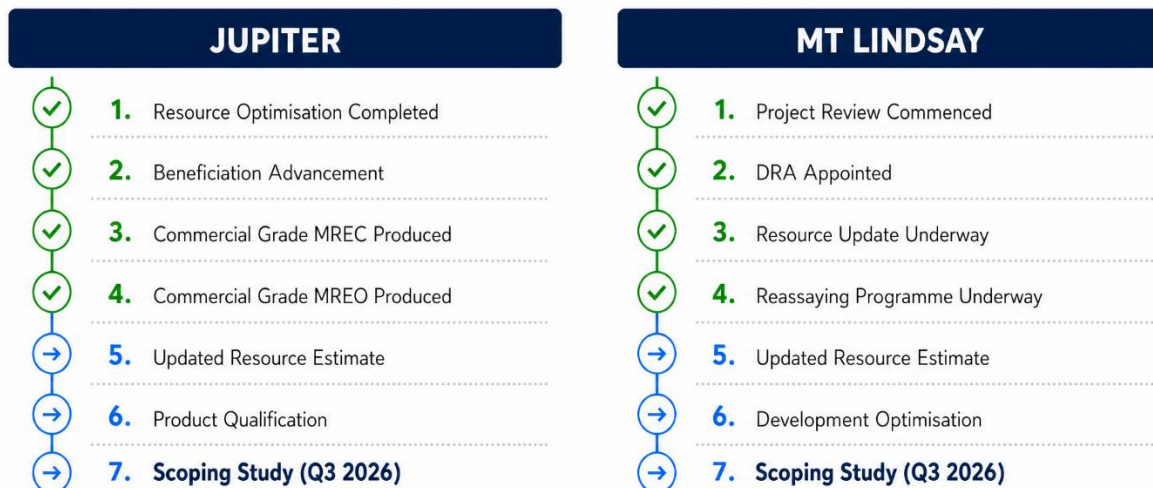 JUPITER
1. Resource Optimisation Completed
2. Beneficiation Advancement
3. Commercial Grade MREC Produced
4. Commercial Grade MREO Produced
5. Updated Resource Estimate
6. Product Qualification
7. Scoping Study (Q3 2026)
MT LINDSAY
1. Project Review Commenced
2. DRA Appointed
3. Resource Update Underway
4. Reassaying Programme Underway
5. Updated Resource Estimate
6. Development Optimisation
7. Scoping Study (Q3 2026)